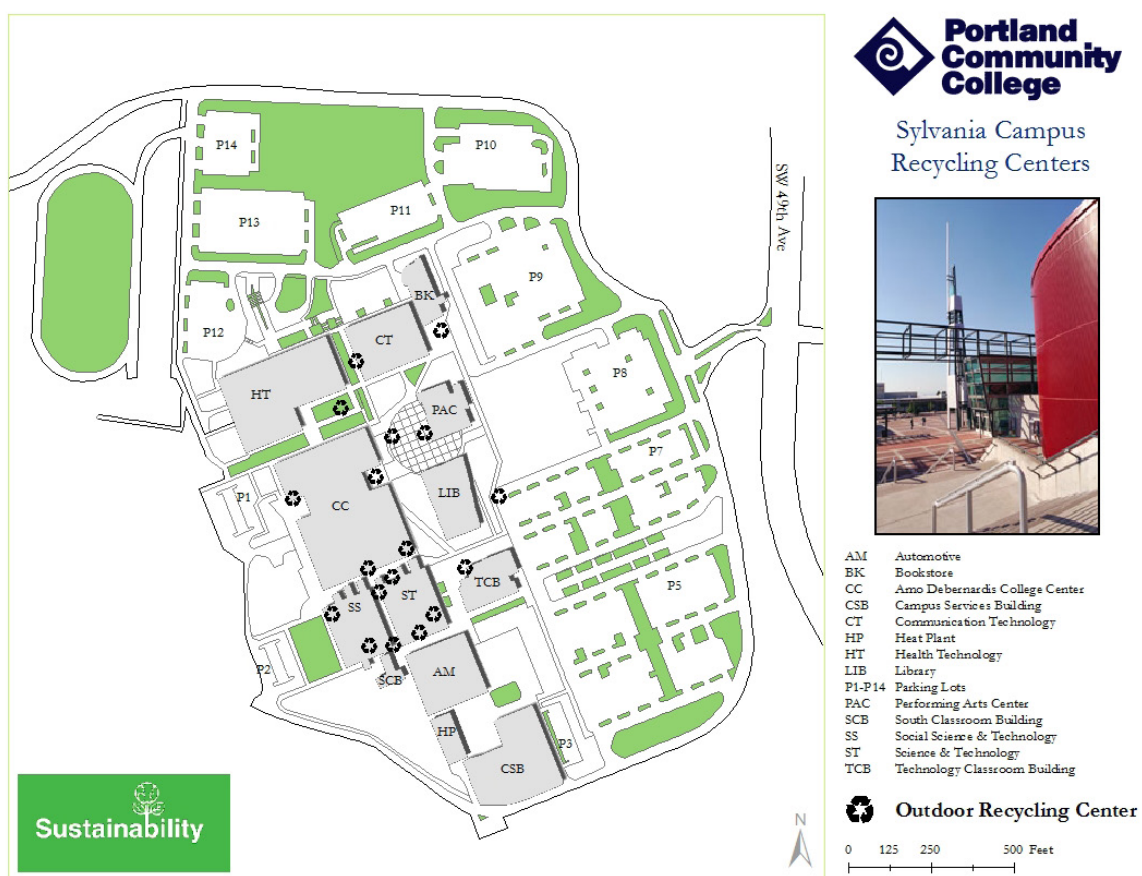 Portland
Community
College
Sylvania Campus
Recycling Centers
P14
P10
P13
P11
SW 49th Ave
P9
BK
P12
CT
P8
HT
PAC
P7
P1
CC
LIB
TCB
P5
SS
ST
P2
SCB
AM
HP
P3
CSB
Sustainability
N
AM Automotive
BK Bookstore
CC Amo Debernardis College Center
CSB Campus Services Building
CT Communication Technology
HP Heat Plant
HT Health Technology
LIB Library
P1-P14 Parking Lots
PAC Performing Arts Center
SCB South Classroom Building
SS Social Science & Technology
ST Science & Technology
TCB Technology Classroom Building
Outdoor Recycling Center
0 125 250 500 Feet